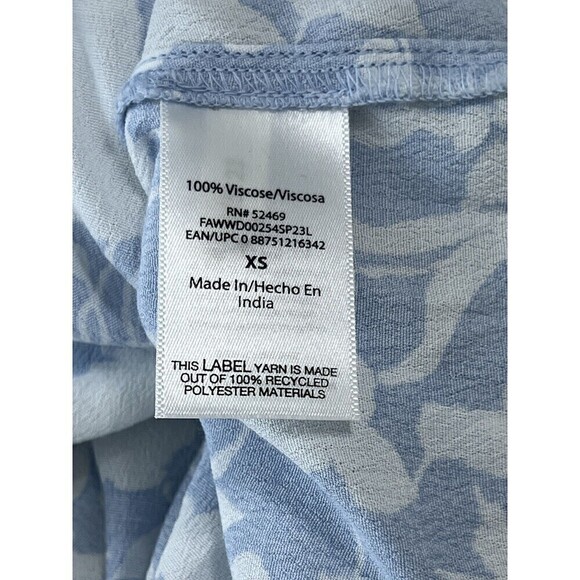 100% Viscose/Viscosa
RN# 52469
FAWWD00254SP23L
EAN/UPC 0 88751216342
XS
Made In/Hecho En
India
THIS LABEL YARN IS MADE
OUT OF 100% RECYCLED
POLYESTER MATERIALS